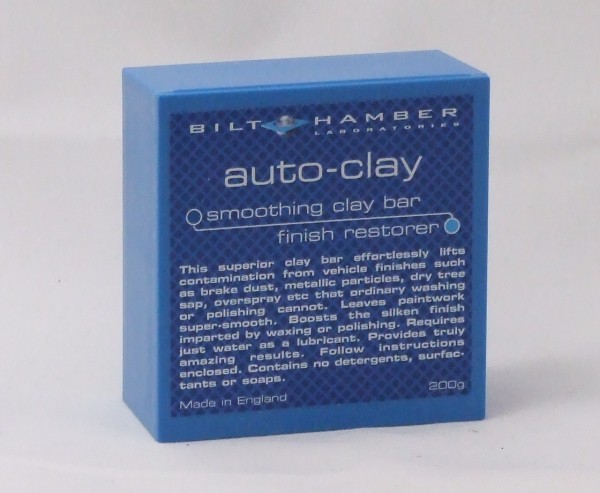 BILT HAMBER
LABORATORIES
auto-clay
smoothing clay bar
finish restorer
This superior clay bar effortlessly lifts
contamination from vehicle finishes such
as brake dust, metallic particles, dry tree
sap, overspray etc that ordinary washing
or polishing cannot. Leaves paintwork
super-smooth. Boosts the silken finish
imparted by waxing or polishing. Requires
just water as a lubricant. Provides truly
amazing results. Follow instructions
enclosed. Contains no detergents, surfac-
tants or soaps.
200g
Made in England